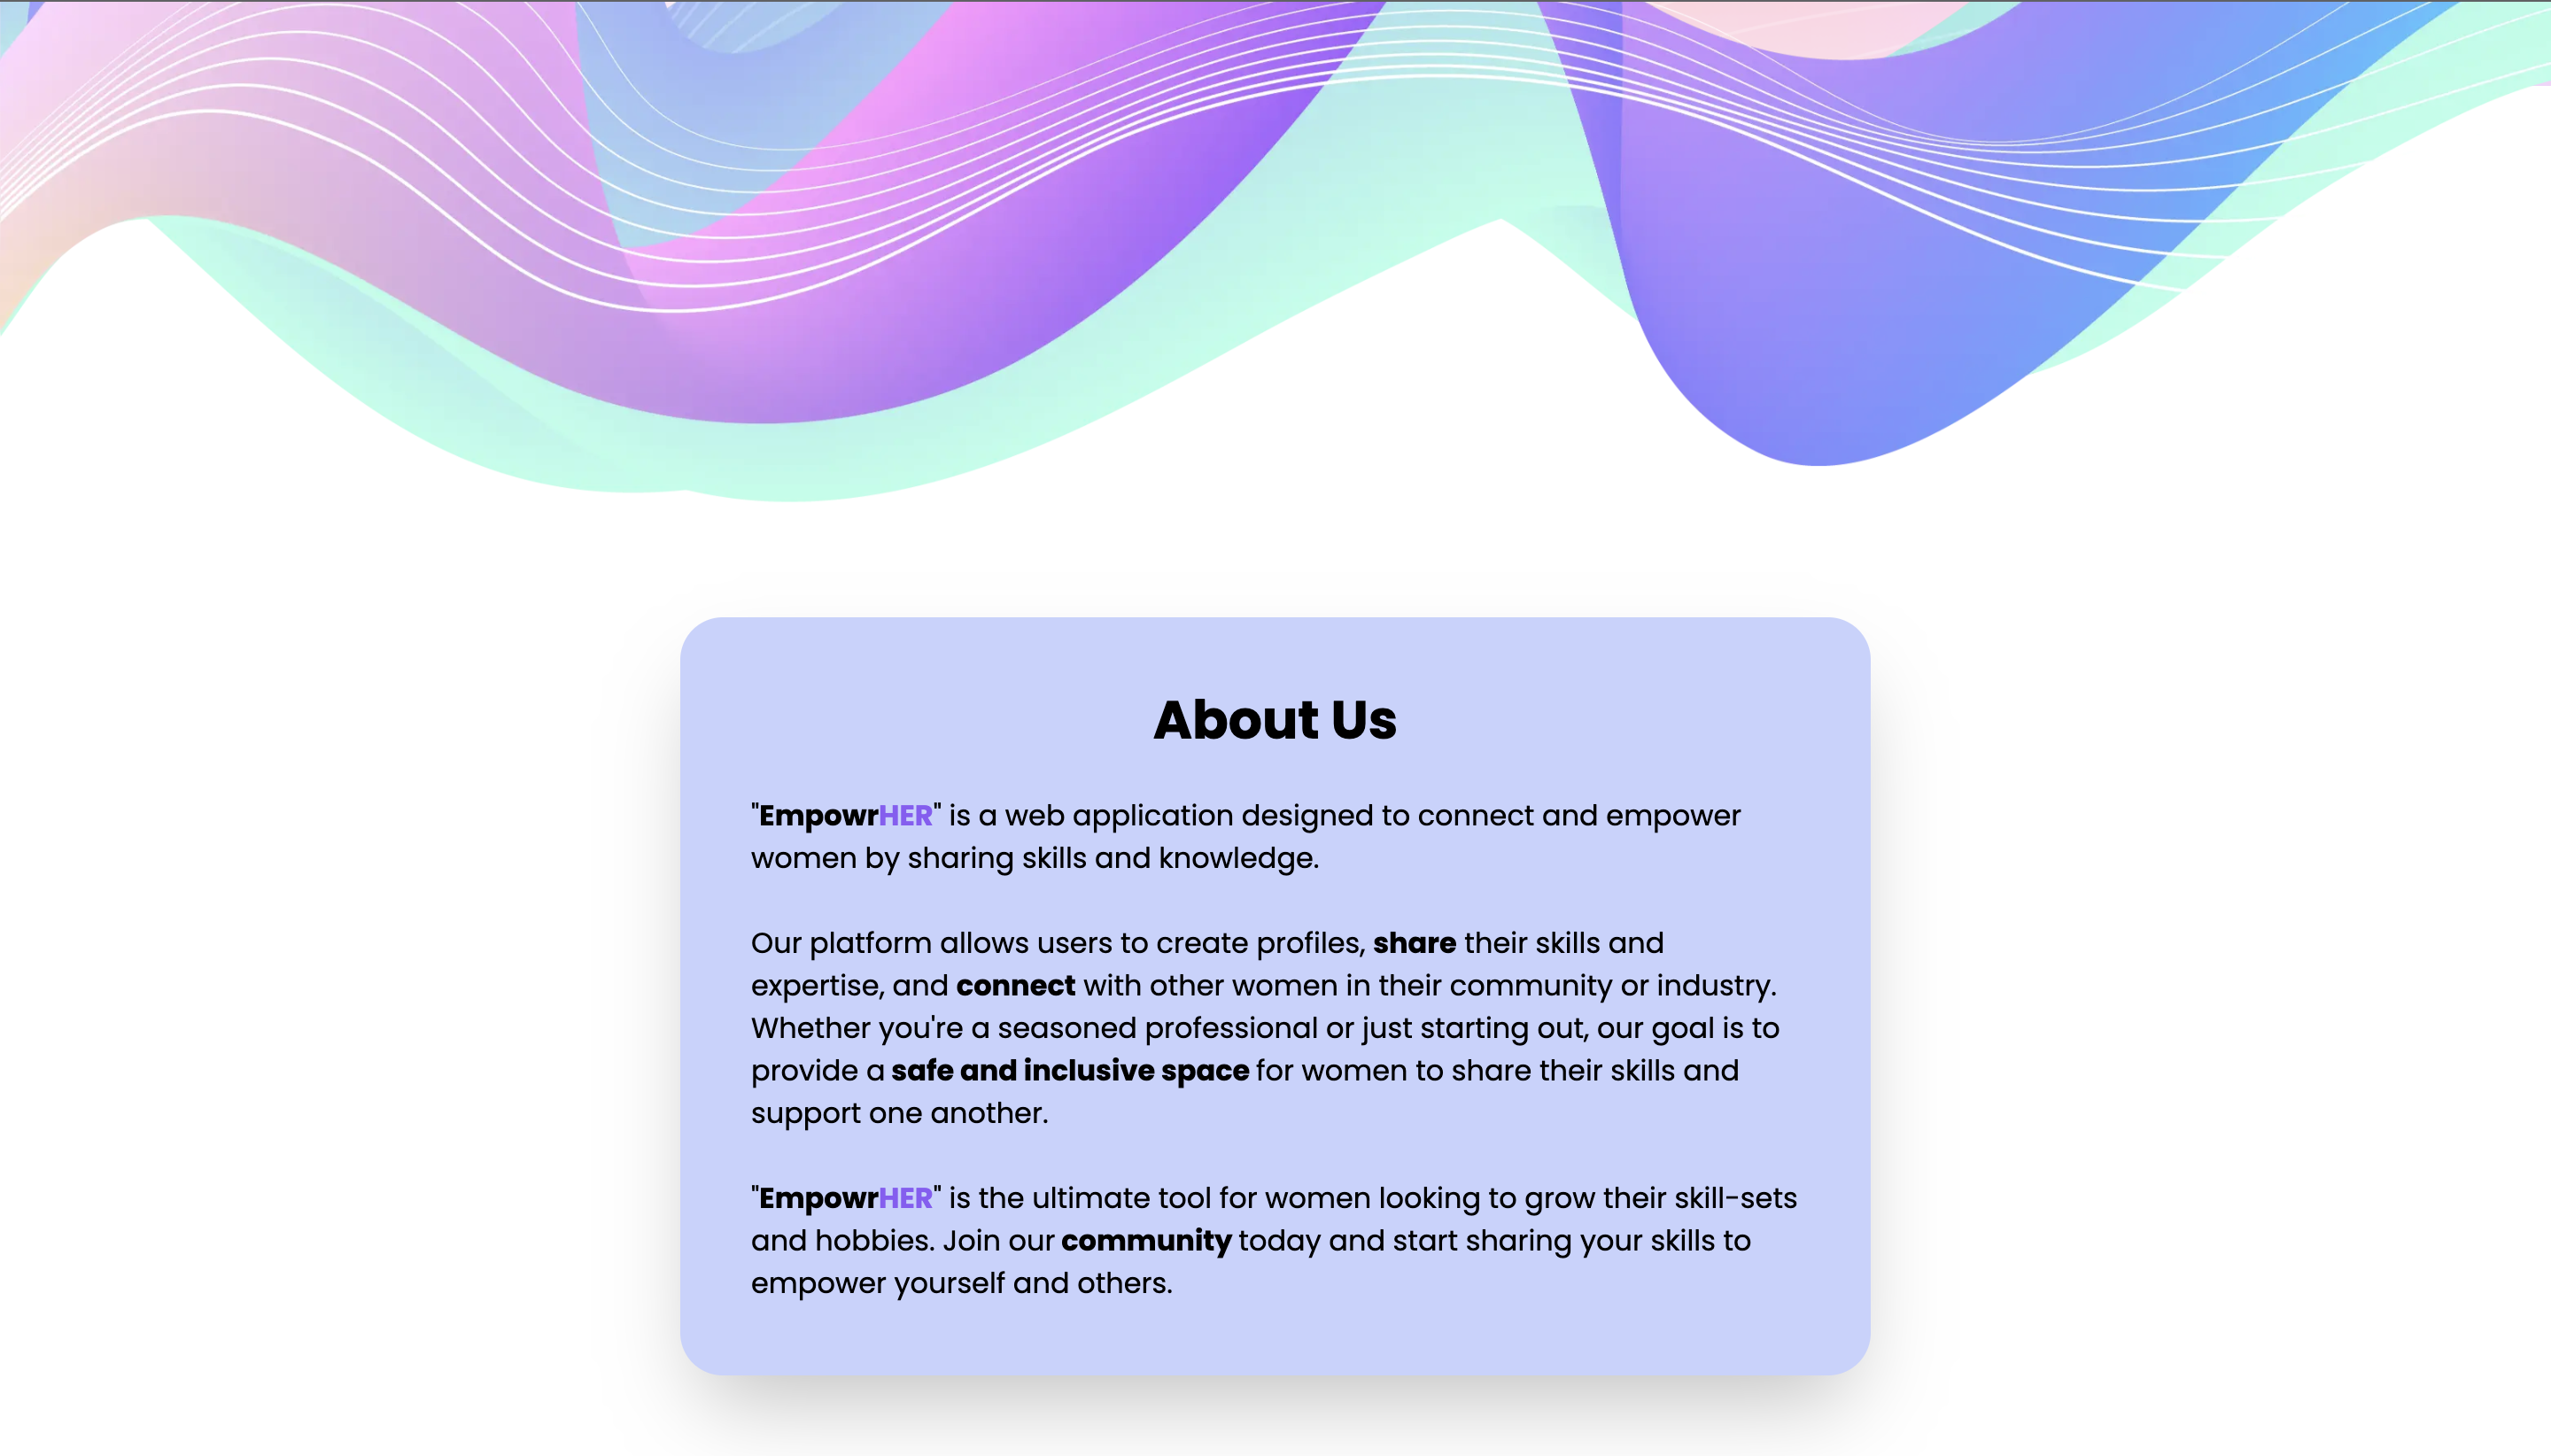 About Us
"EmpowrHER" is a web application designed to connect and empower
women by sharing skills and knowledge.
Our platform allows users to create profiles, share their skills and
expertise, and connect with other women in their community or industry.
Whether you're a seasoned professional or just starting out, our goal is to
provide a safe and inclusive space for women to share their skills and
support one another.
"EmpowrHER" is the ultimate tool for women looking to grow their skill-sets
and hobbies. Join our community today and start sharing your skills to
empower yourself and others.